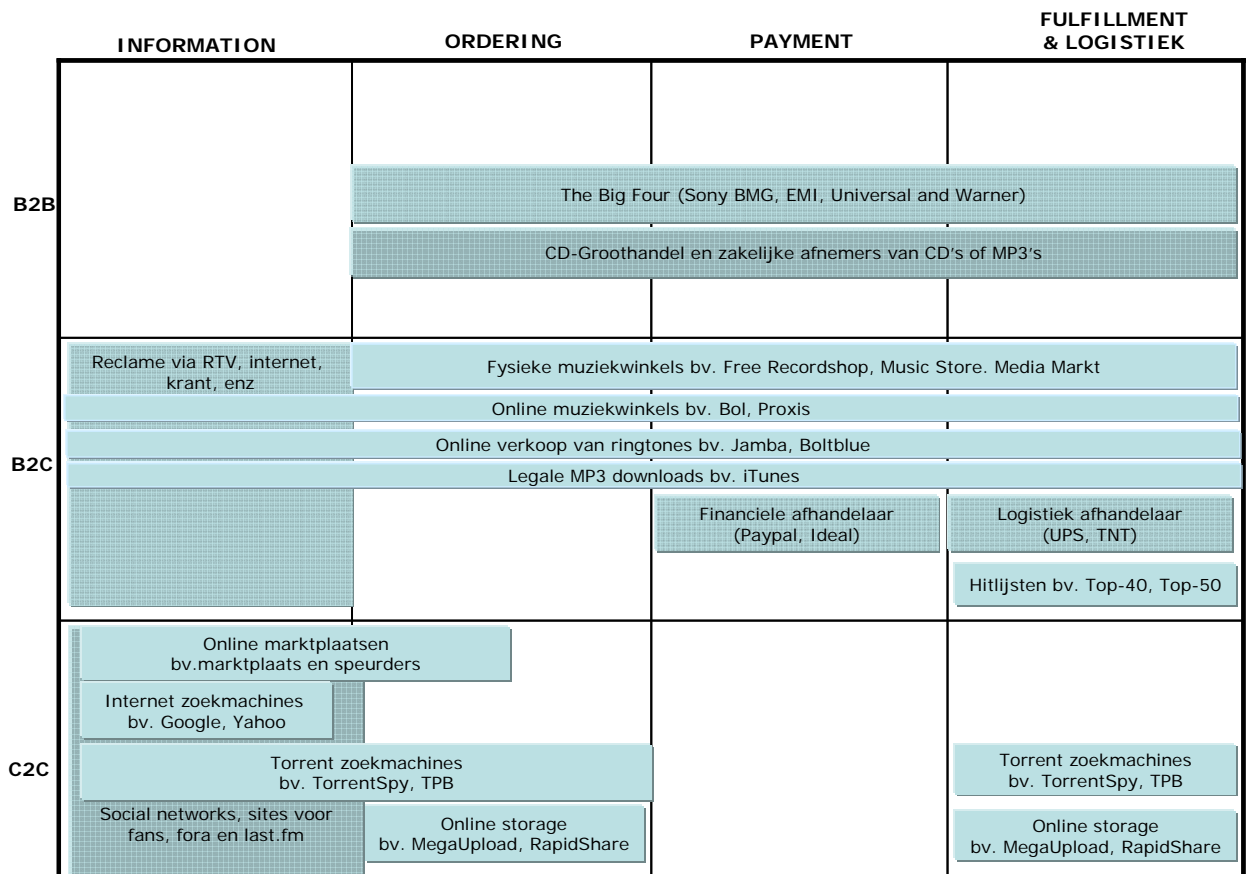 INFORMATION
ORDERING
PAYMENT
FULFILLMENT
& LOGISTIEK
B2B
The Big Four (Sony BMG, EMI, Universal and Warner)
CD-Groothandel en zakelijke afnemers van CD's of MP3's
B2C
Reclame via RTV, internet,
krant, enz
Fysieke muziekwinkels bv. Free Recordshop, Music Store. Media Markt
Online muziekwinkels bv. Bol, Proxis
Online verkoop van ringtones bv. Jamba, Boltblue
Legale MP3 downloads bv. iTunes
Financiele afhandelaar
(Paypal, Ideal)
Logistiek afhandelaar
(UPS, TNT)
Hitlijsten bv. Top-40, Top-50
C2C
Online marktplaatsen
bv.marktplaats en speurders
Internet zoekmachines
bv. Google, Yahoo
Torrent zoekmachines
bv. TorrentSpy, TPB
Torrent zoekmachines
bv. TorrentSpy, TPB
Social networks, sites voor
fans, fora en last.fm
Online storage
bv. MegaUpload, RapidShare
Online storage
bv. MegaUpload, RapidShare